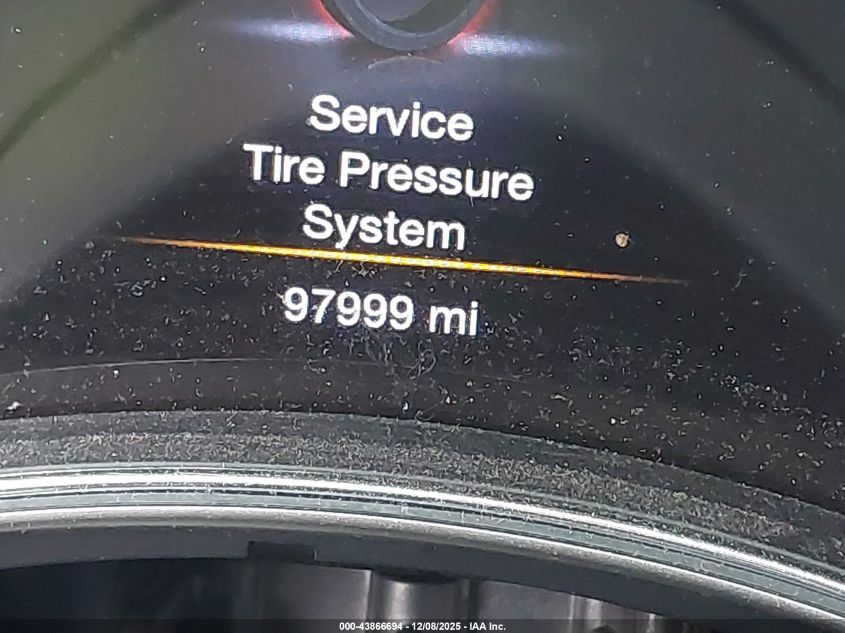 Service
Tire Pressure
System
97999 mi
000-43866694 - 12/08/2025 - IAA Inc.